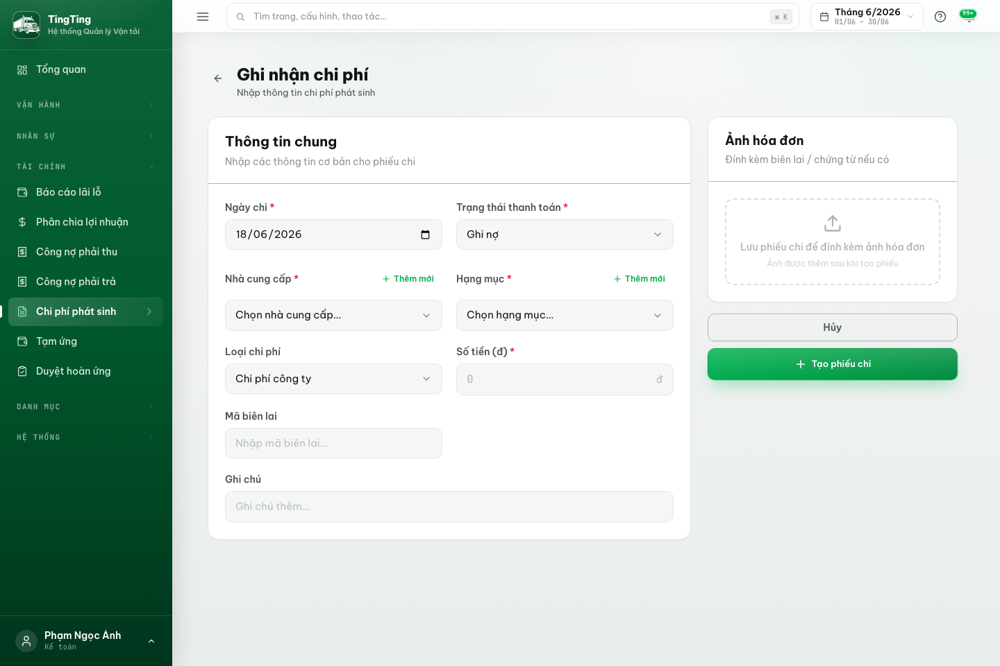 TingTing
Hệ thống Quản lý Vận tải
Tổng quan
VẬN HÀNH
NHÂN SỰ
TÀI CHÍNH
Báo cáo lãi lỗ
Phân chia lợi nhuận
Công nợ phải thu
Công nợ phải trả
Chi phí phát sinh
Tạm ứng
Duyệt hoàn ứng
DANH MỤC
HỆ THỐNG
Phạm Ngọc Ánh
Kế toán
Tìm trang, cấu hình, thao tác...
⌘ K
Tháng 6/2026
01/06 – 30/06
99+
Ghi nhận chi phí
Nhập thông tin chi phí phát sinh
Thông tin chung
Nhập các thông tin cơ bản cho phiếu chi
Ngày chi *
Trạng thái thanh toán *
18/06/2026
Ghi nợ
Nhà cung cấp *
Thêm mới
Hạng mục *
Thêm mới
Chọn nhà cung cấp...
Chọn hạng mục...
Loại chi phí
Số tiền (đ) *
Chi phí công ty
0
đ
Mã biên lai
Nhập mã biên lai...
Ghi chú
Ghi chú thêm...
Ảnh hóa đơn
Đính kèm biên lai / chứng từ nếu có
Lưu phiếu chi để đính kèm ảnh hóa đơn
Ảnh được thêm sau khi tạo phiếu
Hủy
Tạo phiếu chi